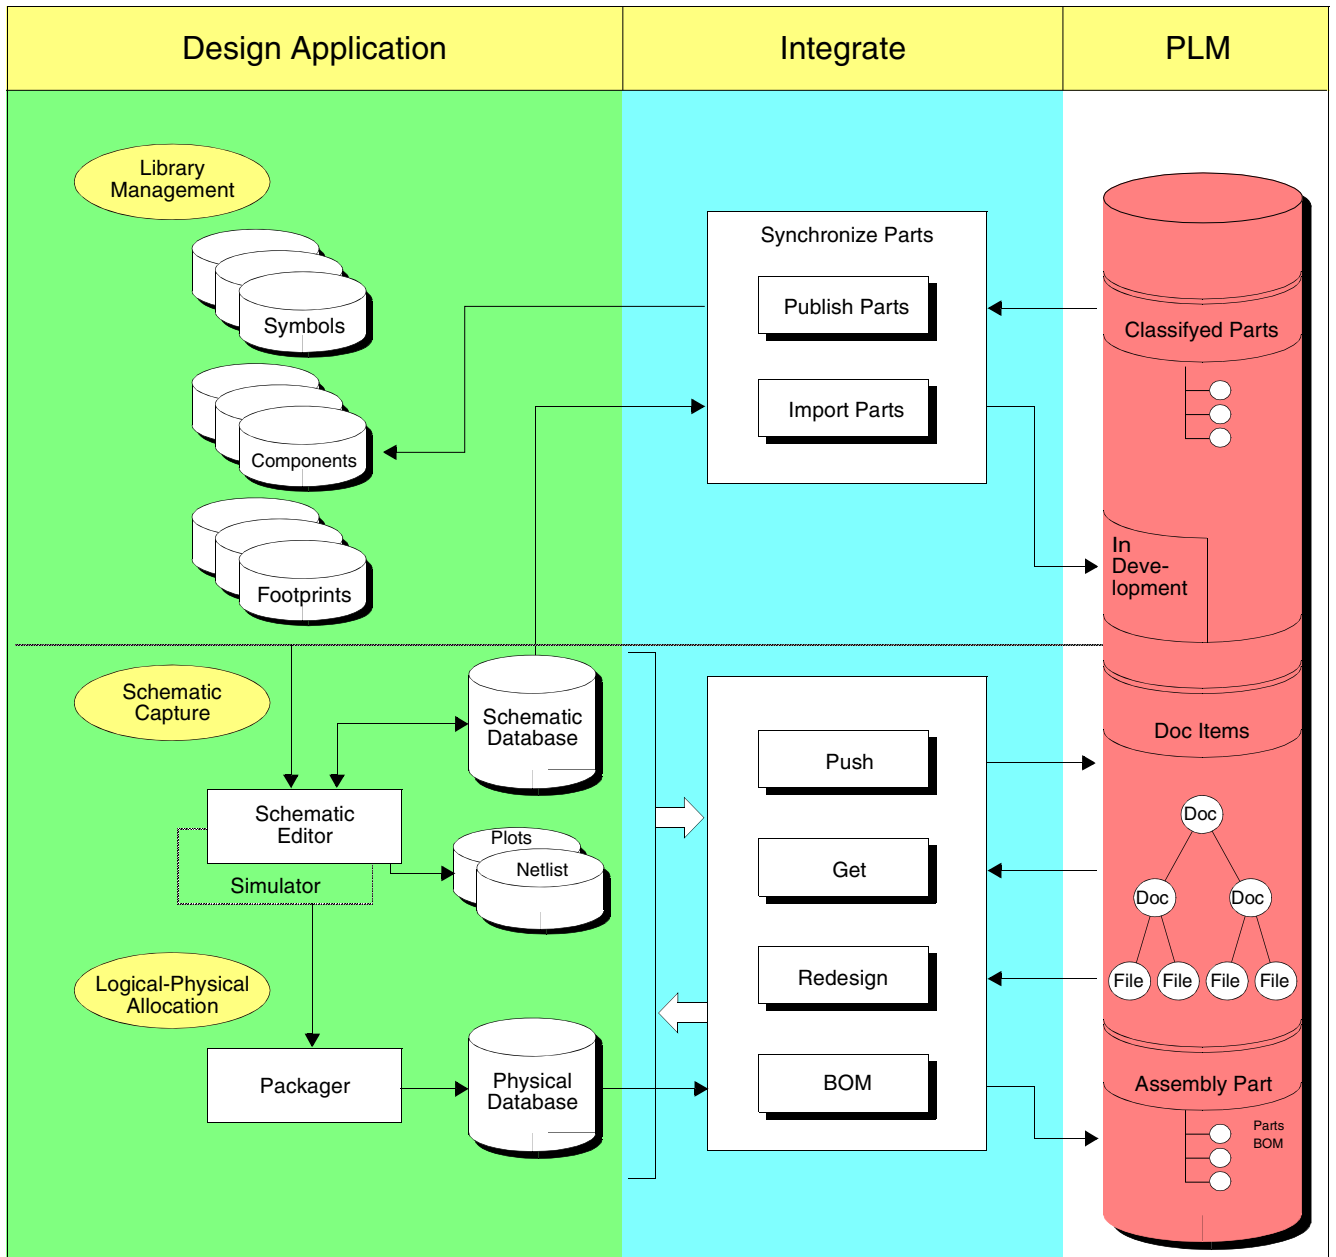 Design Application
Integrate
PLM
Library
Management
Symbols
Components
Footprints
Synchronize Parts
Publish Parts
Import Parts
Classifyed Parts
In
Deve-
lopment
Schematic
Capture
Schematic
Database
Schematic
Editor
Simulator
Plots
Netlist
Logical-Physical
Allocation
Packager
Physical
Database
Push
Get
Redesign
BOM
Doc Items
Doc
Doc
Doc
File
File
File
File
Assembly Part
Parts
BOM